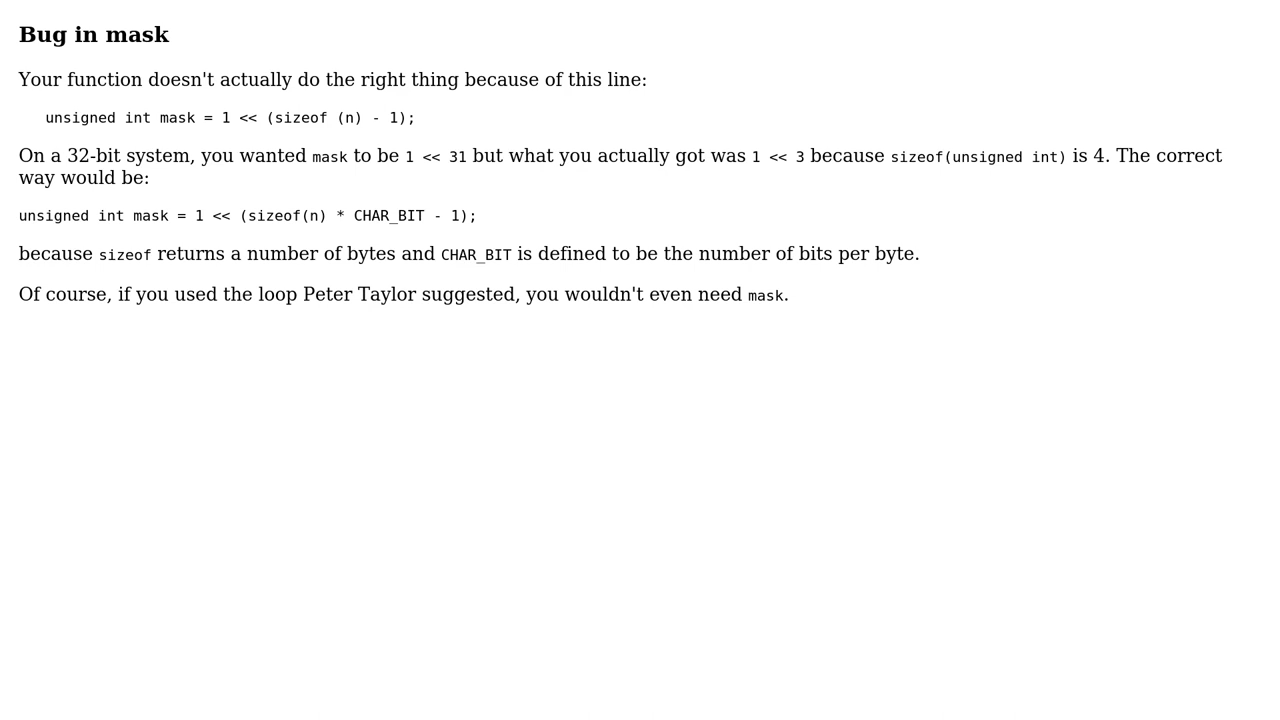 Bug in mask
Your function doesn't actually do the right thing because of this line:
unsigned int mask = 1 << (sizeof (n) - 1);
On a 32-bit system, you wanted mask to be 1 << 31 but what you actually got was 1 << 3 because sizeof(unsigned int) is 4. The correct
way would be:
unsigned int mask = 1 << (sizeof(n) * CHAR_BIT - 1);
because sizeof returns a number of bytes and CHAR_BIT is defined to be the number of bits per byte.
Of course, if you used the loop Peter Taylor suggested, you wouldn't even need mask.